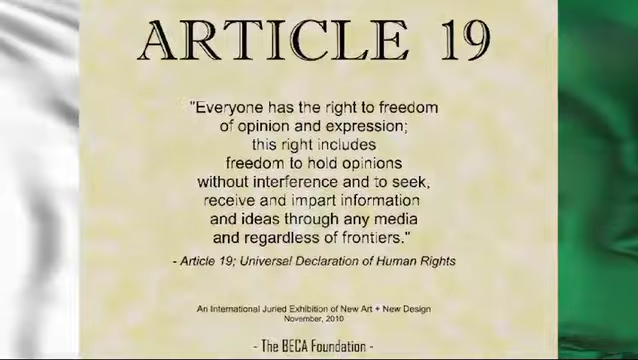 ARTICLE 19
"Everyone has the right to freedom
of opinion and expression;
this right includes
freedom to hold opinions
without interference and to seek,
receive and impart information
and ideas through any media
and regardless of frontiers."
- Article 19; Universal Declaration of Human Rights
An International Juried Exhibition of New Art + New Design
November, 2010
- The BECA Foundation -